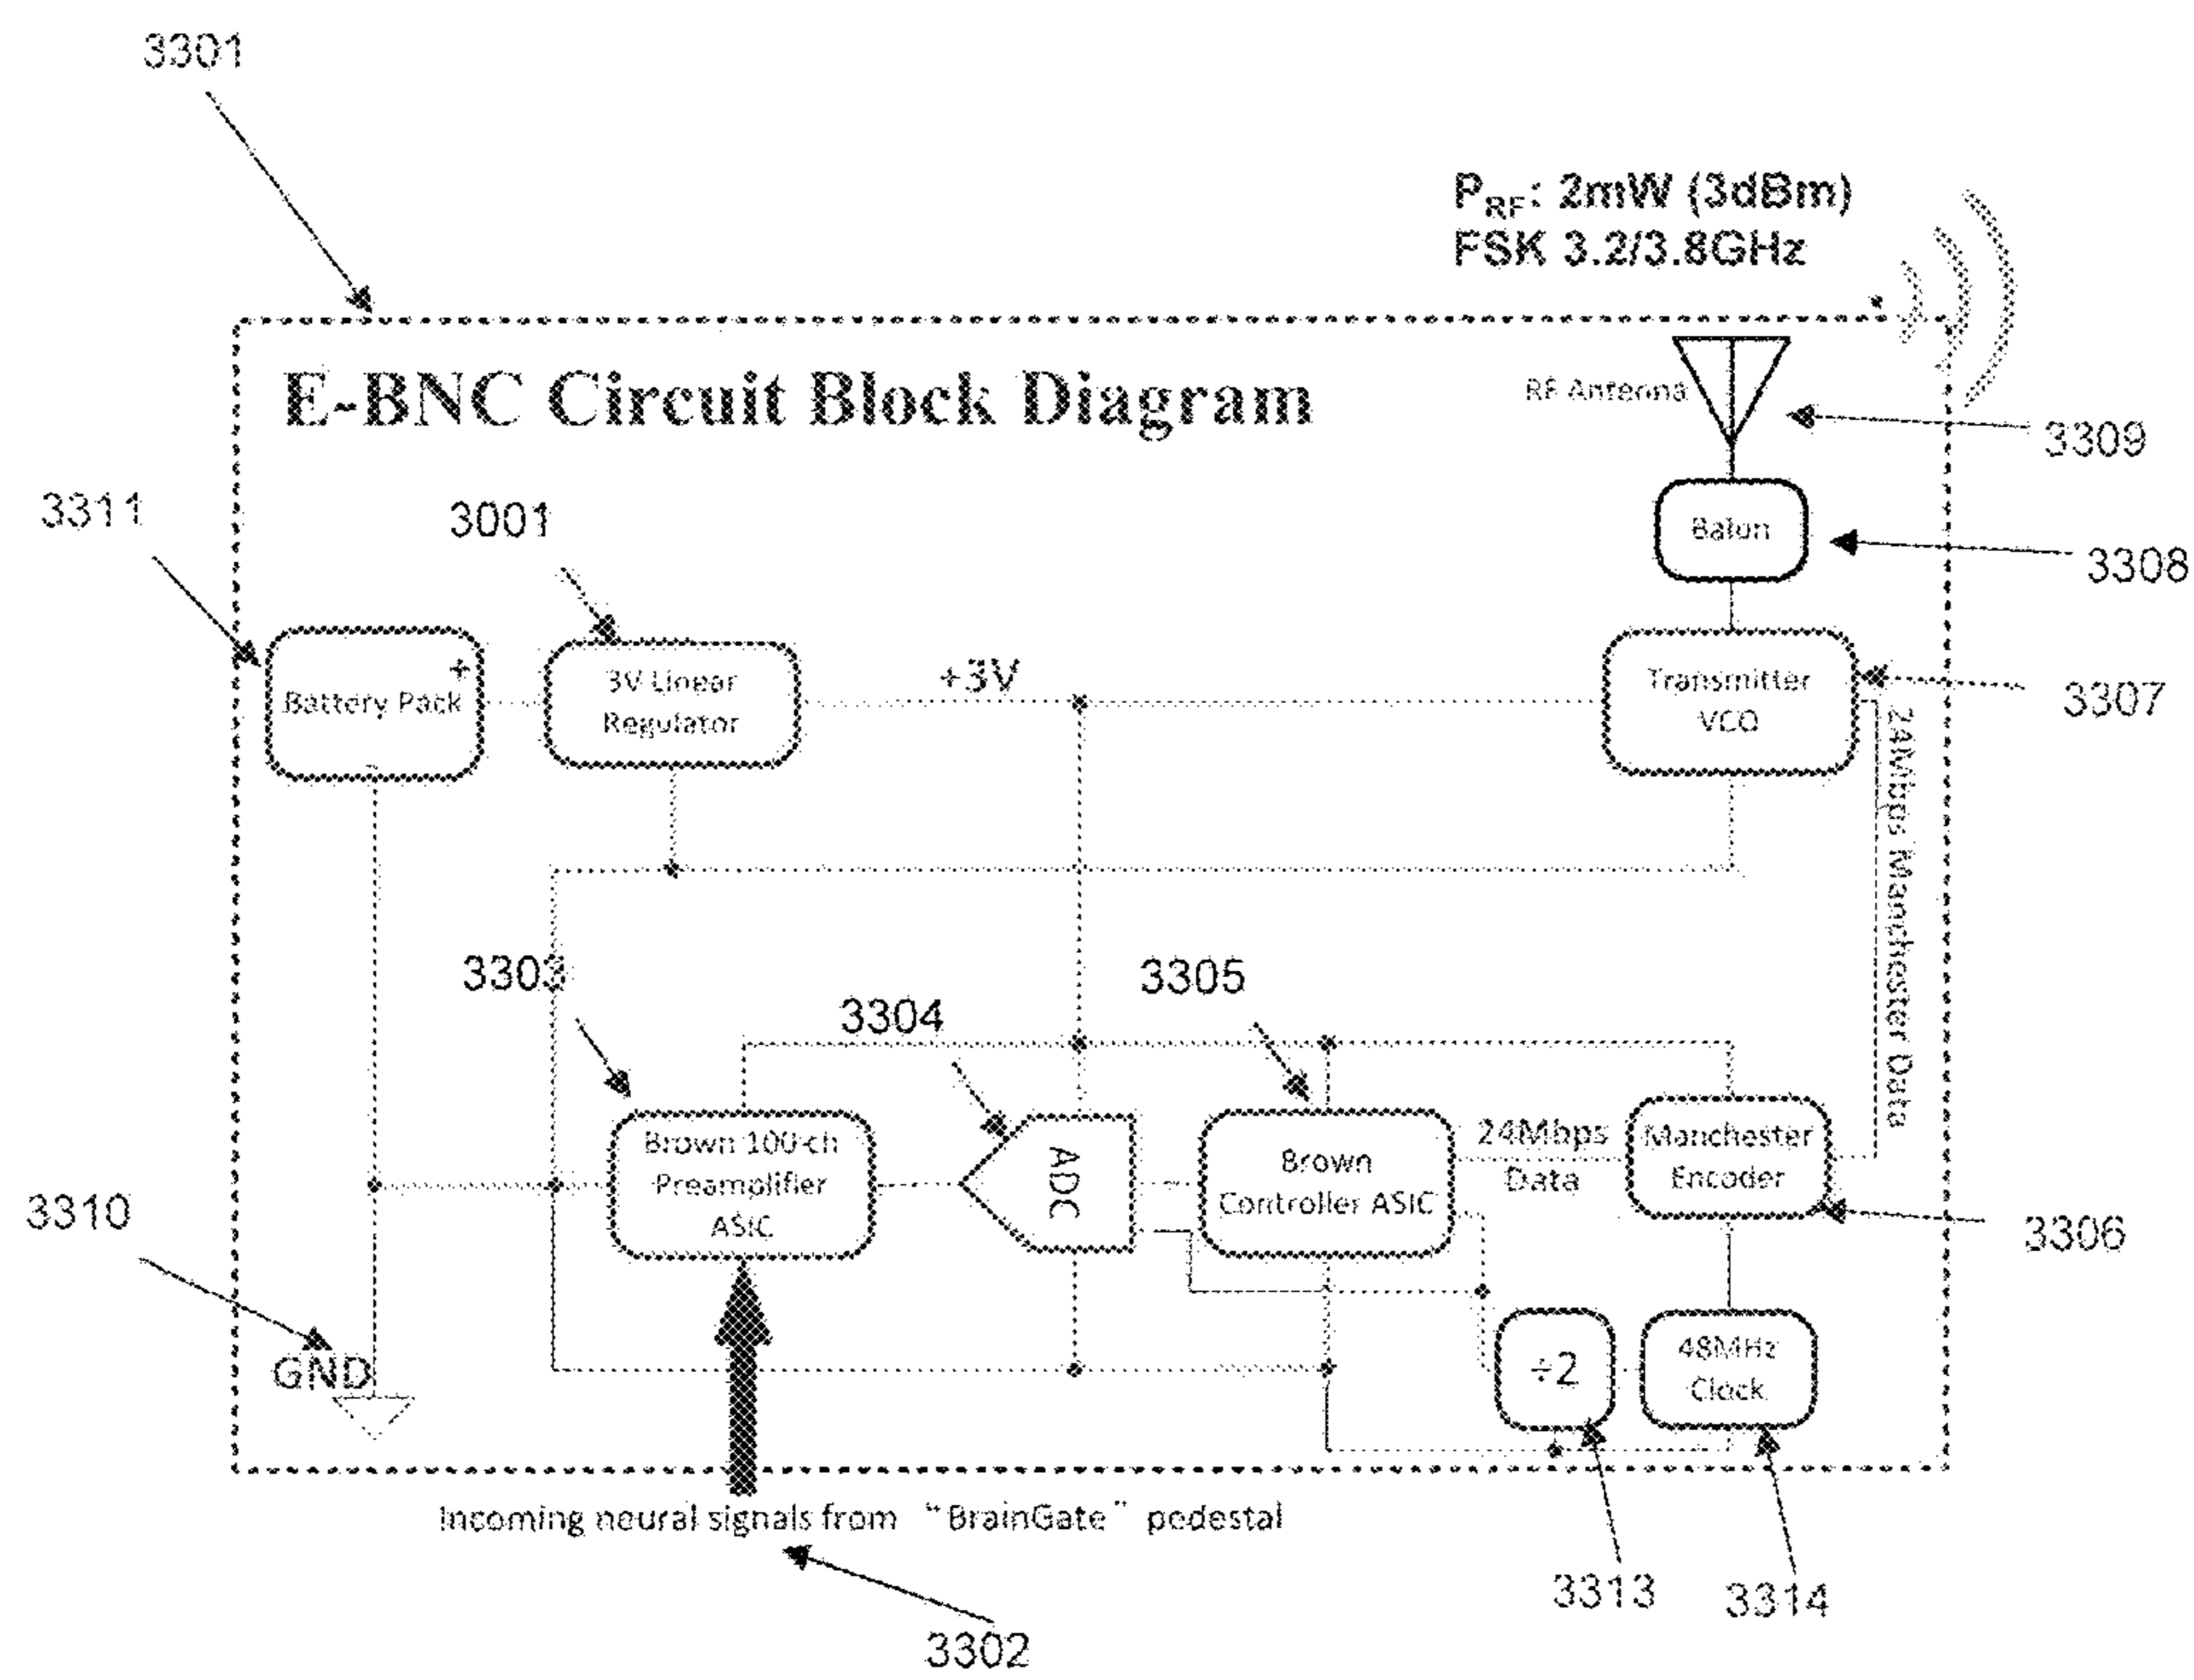 3301
P_RF: 2mW (3dBm)
FSK 3.2/3.8GHz
E-BNC Circuit Block Diagram
RF Antenna
3309
3311
3001
Balun
3308
Battery Pack
+
-
3V Linear
Regulator
+3V
Transmitter
VCO
3307
24Mbps Manchester Data
3303
3304
3305
Brown 100-ch
Preamplifier
ASIC
ADC
Brown
Controller ASIC
24Mbps
Data
Manchester
Encoder
3306
3310
GND
÷2
48MHz
Clock
Incoming neural signals from "BrainGate" pedestal
3302
3313
3314